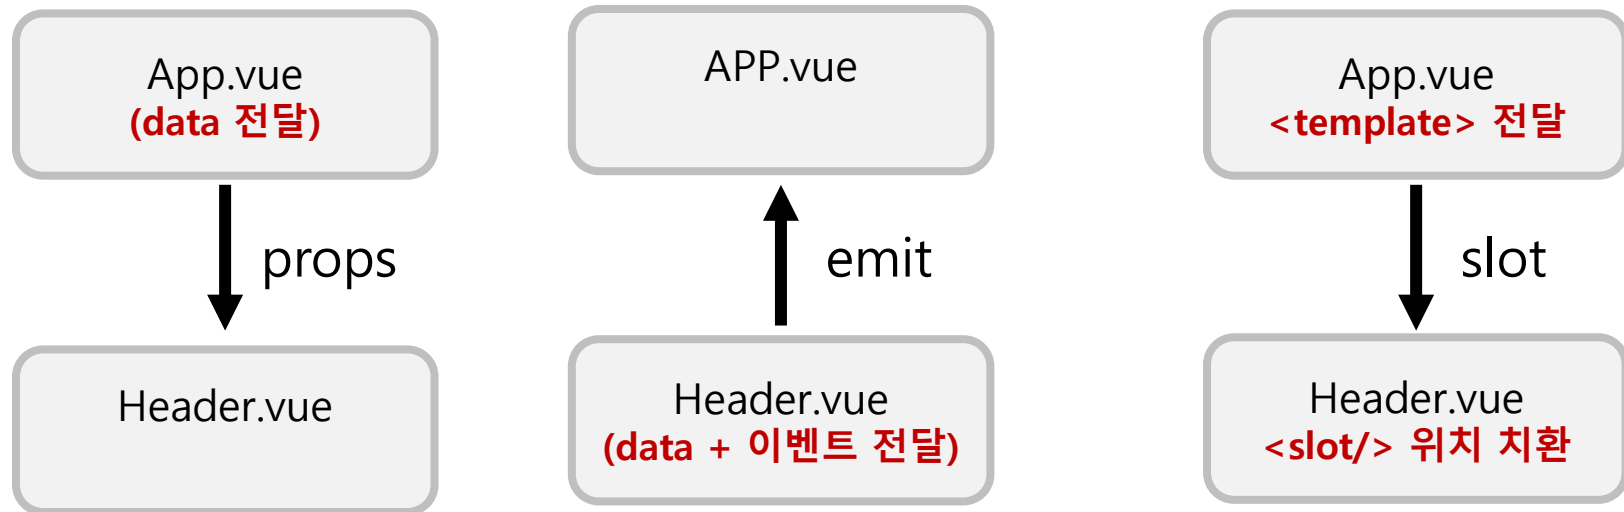 App.vue
(data 전달)
props
Header.vue
APP.vue
emit
Header.vue
(data + 이벤트 전달)
App.vue
<template> 전달
slot
Header.vue
<slot/> 위치 치환